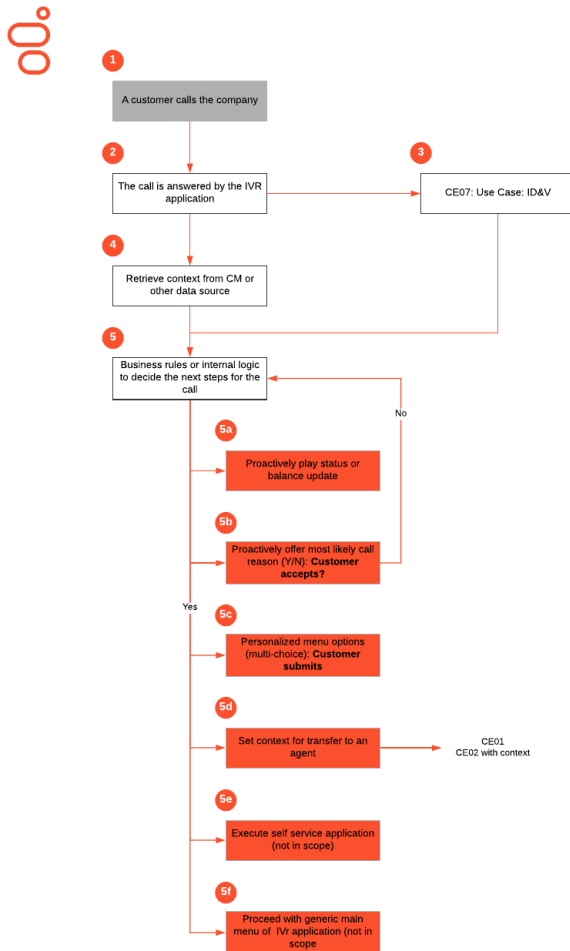 1
A customer calls the company
2
3
The call is answered by the IVR
application
CE07: Use Case: ID&V
4
Retrieve context from CM or
other data source
5
Business rules or internal logic
to decide the next steps for the
call
No
5a
Proactively play status or
balance update
5b
Proactively offer most likely call
reason (Y/N): Customer
accepts?
Yes
5c
Personalized menu options
(multi-choice): Customer
submits
5d
Set context for transfer to an
agent
CE01
CE02 with context
5e
Execute self service application
(not in scope)
5f
Proceed with generic main
menu of IVr application (not in
scope